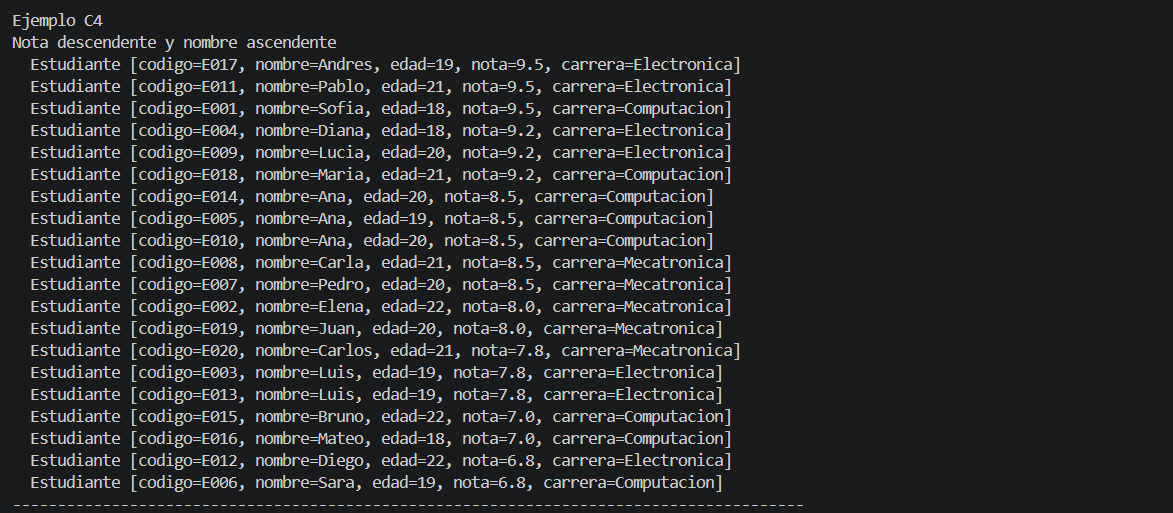 Ejemplo C4
Nota descendente y nombre ascendente
Estudiante [codigo=E017, nombre=Andres, edad=19, nota=9.5, carrera=Electronica]
Estudiante [codigo=E011, nombre=Pablo, edad=21, nota=9.5, carrera=Electronica]
Estudiante [codigo=E001, nombre=Sofia, edad=18, nota=9.5, carrera=Computacion]
Estudiante [codigo=E004, nombre=Diana, edad=18, nota=9.2, carrera=Electronica]
Estudiante [codigo=E009, nombre=Lucia, edad=20, nota=9.2, carrera=Electronica]
Estudiante [codigo=E018, nombre=Maria, edad=21, nota=9.2, carrera=Computacion]
Estudiante [codigo=E014, nombre=Ana, edad=20, nota=8.5, carrera=Computacion]
Estudiante [codigo=E005, nombre=Ana, edad=19, nota=8.5, carrera=Computacion]
Estudiante [codigo=E010, nombre=Ana, edad=20, nota=8.5, carrera=Computacion]
Estudiante [codigo=E008, nombre=Carla, edad=21, nota=8.5, carrera=Mecatronica]
Estudiante [codigo=E007, nombre=Pedro, edad=20, nota=8.5, carrera=Mecatronica]
Estudiante [codigo=E002, nombre=Elena, edad=22, nota=8.0, carrera=Mecatronica]
Estudiante [codigo=E019, nombre=Juan, edad=20, nota=8.0, carrera=Mecatronica]
Estudiante [codigo=E020, nombre=Carlos, edad=21, nota=7.8, carrera=Mecatronica]
Estudiante [codigo=E003, nombre=Luis, edad=19, nota=7.8, carrera=Electronica]
Estudiante [codigo=E013, nombre=Luis, edad=19, nota=7.8, carrera=Electronica]
Estudiante [codigo=E015, nombre=Bruno, edad=22, nota=7.0, carrera=Computacion]
Estudiante [codigo=E016, nombre=Mateo, edad=18, nota=7.0, carrera=Computacion]
Estudiante [codigo=E012, nombre=Diego, edad=22, nota=6.8, carrera=Electronica]
Estudiante [codigo=E006, nombre=Sara, edad=19, nota=6.8, carrera=Computacion]
----------------------------------------------------------------------------------------